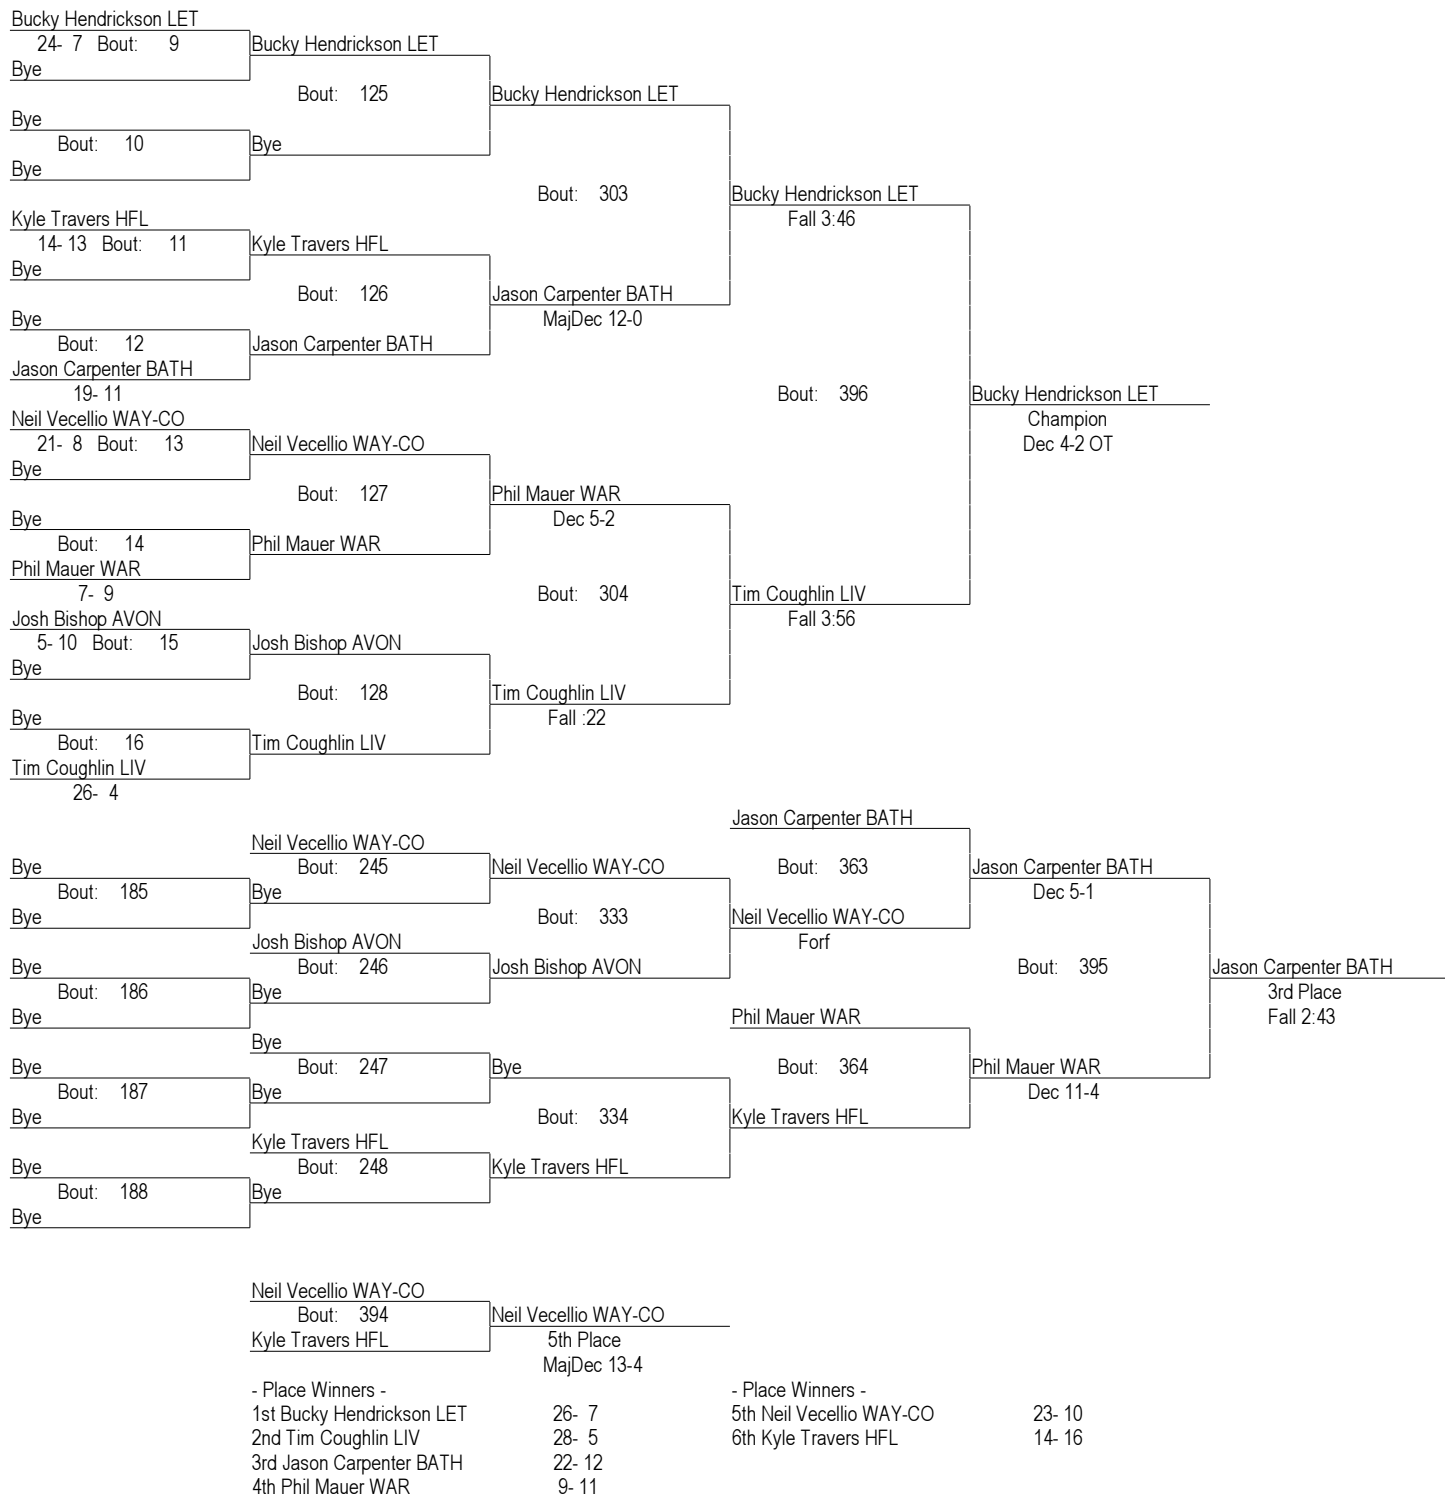 Bucky Hendrickson LET
24- 7 Bout: 9 Bucky Hendrickson LET
Bye
Bout: 125 Bucky Hendrickson LET
Bye
Bout: 10 Bye
Bye
Bout: 303 Bucky Hendrickson LET
Kyle Travers HFL Fall 3:46
14- 13 Bout: 11 Kyle Travers HFL
Bye
Bout: 126 Jason Carpenter BATH
Bye MajDec 12-0
Bout: 12 Jason Carpenter BATH
Jason Carpenter BATH
19- 11 Bout: 396 Bucky Hendrickson LET
Neil Vecellio WAY-CO Champion
21- 8 Bout: 13 Neil Vecellio WAY-CO Dec 4-2 OT
Bye
Bout: 127 Phil Mauer WAR
Bye Dec 5-2
Bout: 14 Phil Mauer WAR
Phil Mauer WAR
7- 9 Bout: 304 Tim Coughlin LIV
Josh Bishop AVON Fall 3:56
5- 10 Bout: 15 Josh Bishop AVON
Bye
Bout: 128 Tim Coughlin LIV
Bye Fall :22
Bout: 16 Tim Coughlin LIV
Tim Coughlin LIV
26- 4
Jason Carpenter BATH
Neil Vecellio WAY-CO
Bye Bout: 245 Neil Vecellio WAY-CO Bout: 363 Jason Carpenter BATH
Bout: 185 Bye Dec 5-1
Bye Bout: 333 Neil Vecellio WAY-CO
Josh Bishop AVON Forf
Bye Bout: 246 Josh Bishop AVON Bout: 395 Jason Carpenter BATH
Bout: 186 Bye 3rd Place
Bye Phil Mauer WAR Fall 2:43
Bye
Bye Bout: 247 Bye Bout: 364 Phil Mauer WAR
Bout: 187 Bye Dec 11-4
Bye Bout: 334 Kyle Travers HFL
Kyle Travers HFL
Bye Bout: 248 Kyle Travers HFL
Bout: 188 Bye
Bye
Neil Vecellio WAY-CO
Bout: 394 Neil Vecellio WAY-CO
Kyle Travers HFL 5th Place
MajDec 13-4
- Place Winners - - Place Winners -
1st Bucky Hendrickson LET 26- 7 5th Neil Vecellio WAY-CO 23- 10
2nd Tim Coughlin LIV 28- 5 6th Kyle Travers HFL 14- 16
3rd Jason Carpenter BATH 22- 12
4th Phil Mauer WAR 9- 11